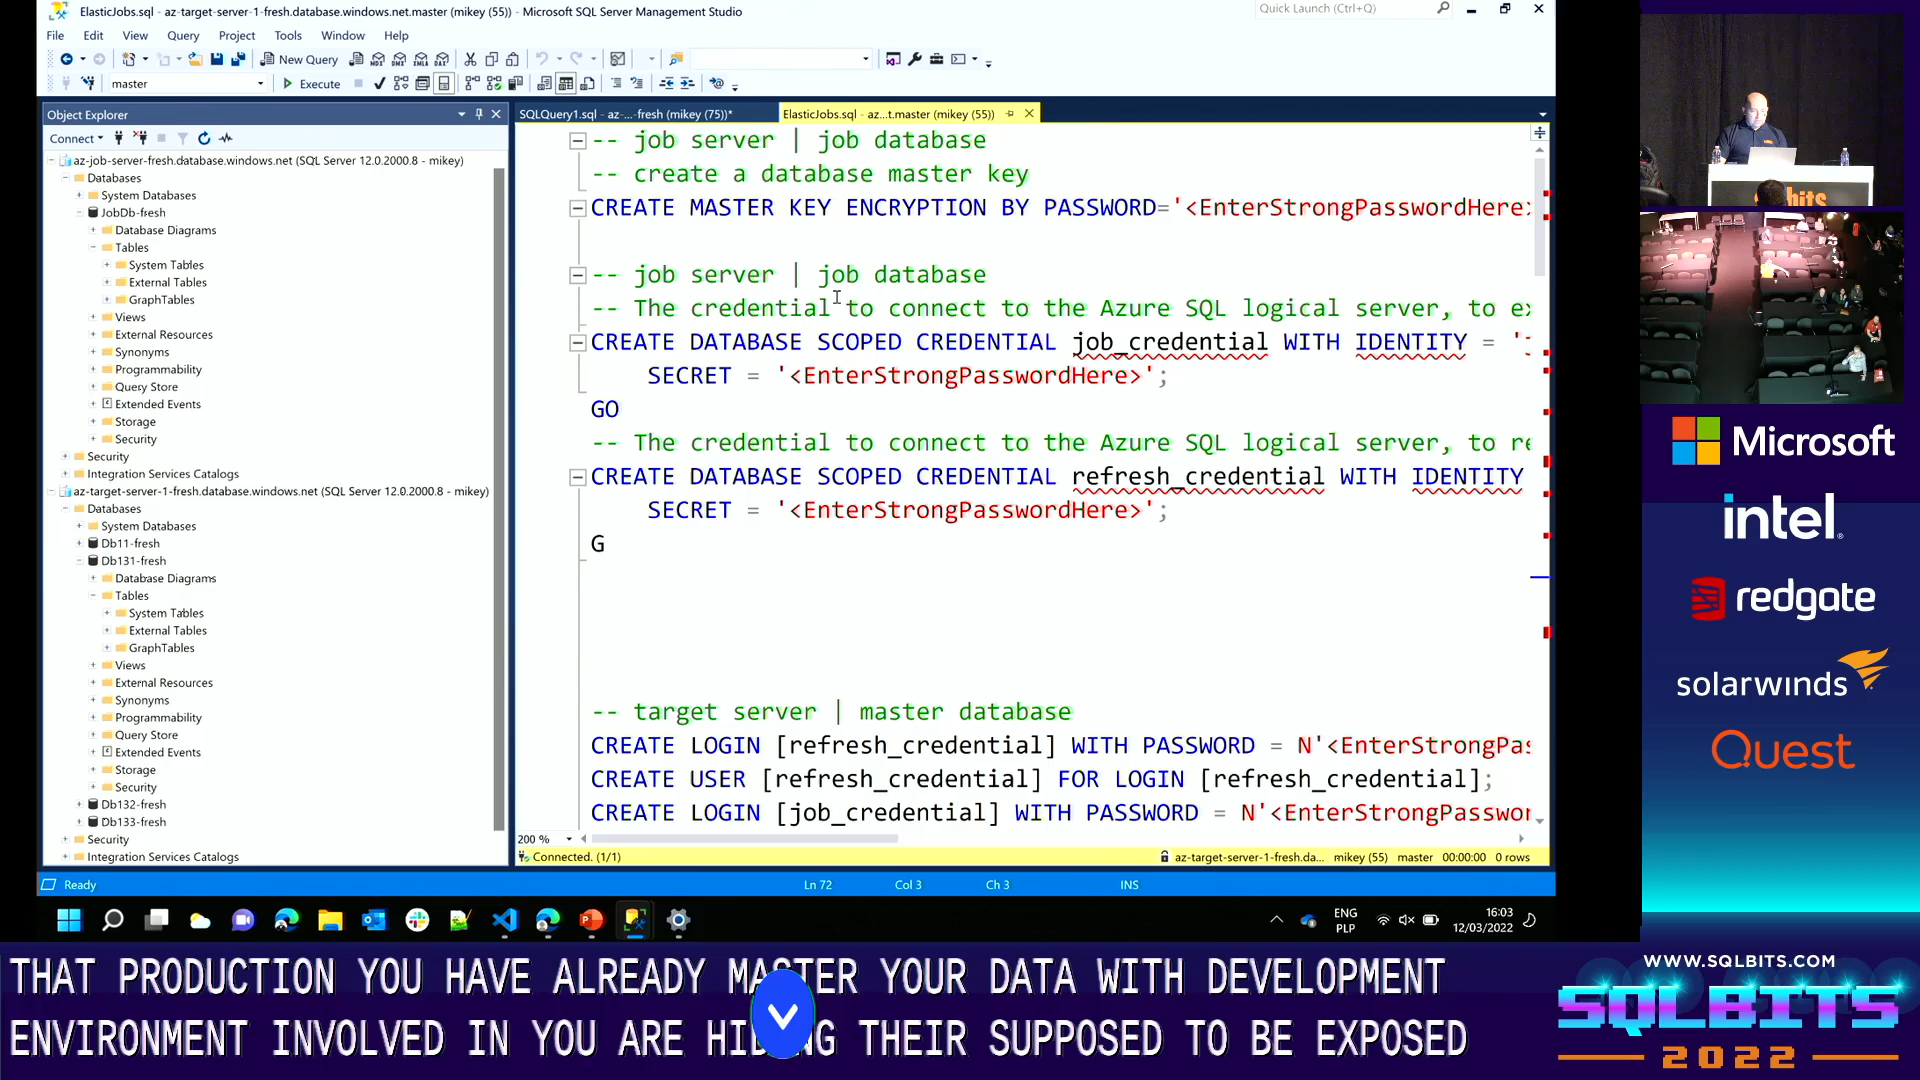 ElasticJobs.sql - az-target-server-1-fresh.database.windows.net.master (mikey (55)) - Microsoft SQL Server Management Studio
Quick Launch (Ctrl+Q)
File Edit View Query Project Tools Window Help
New Query
master
Execute
Object Explorer
SQLQuery1.sql - az-...-fresh (mikey (75))*
ElasticJobs.sql - az...t.master (mikey (55))
Connect
az-job-server-fresh.database.windows.net (SQL Server 12.0.2000.8 - mikey)
Databases
System Databases
JobDb-fresh
Database Diagrams
Tables
System Tables
External Tables
GraphTables
Views
External Resources
Synonyms
Programmability
Query Store
Extended Events
Storage
Security
Security
Integration Services Catalogs
az-target-server-1-fresh.database.windows.net (SQL Server 12.0.2000.8 - mikey)
Databases
System Databases
Db11-fresh
Db131-fresh
Database Diagrams
Tables
System Tables
External Tables
GraphTables
Views
External Resources
Synonyms
Programmability
Query Store
Extended Events
Storage
Security
Db132-fresh
Db133-fresh
Security
Integration Services Catalogs
-- job server | job database
-- create a database master key
CREATE MASTER KEY ENCRYPTION BY PASSWORD='<EnterStrongPasswordHere>
-- job server | job database
-- The credential to connect to the Azure SQL logical server, to ex
CREATE DATABASE SCOPED CREDENTIAL job_credential WITH IDENTITY = '
SECRET = '<EnterStrongPasswordHere>';
GO
-- The credential to connect to the Azure SQL logical server, to re
CREATE DATABASE SCOPED CREDENTIAL refresh_credential WITH IDENTITY
SECRET = '<EnterStrongPasswordHere>';
G
-- target server | master database
CREATE LOGIN [refresh_credential] WITH PASSWORD = N'<EnterStrongPas
CREATE USER [refresh_credential] FOR LOGIN [refresh_credential];
CREATE LOGIN [job_credential] WITH PASSWORD = N'<EnterStrongPasswor
200 %
Connected. (1/1)
az-target-server-1-fresh.da... mikey (55) master 00:00:00 0 rows
Ready Ln 72 Col 3 Ch 3 INS
ENG
PLP
16:03
12/03/2022
Microsoft
intel
redgate
solarwinds
Quest
THAT PRODUCTION YOU HAVE ALREADY MASTER YOUR DATA WITH DEVELOPMENT
ENVIRONMENT INVOLVED IN YOU ARE HIDING THEIR SUPPOSED TO BE EXPOSED
WWW.SQLBITS.COM
SQLBITS
2022